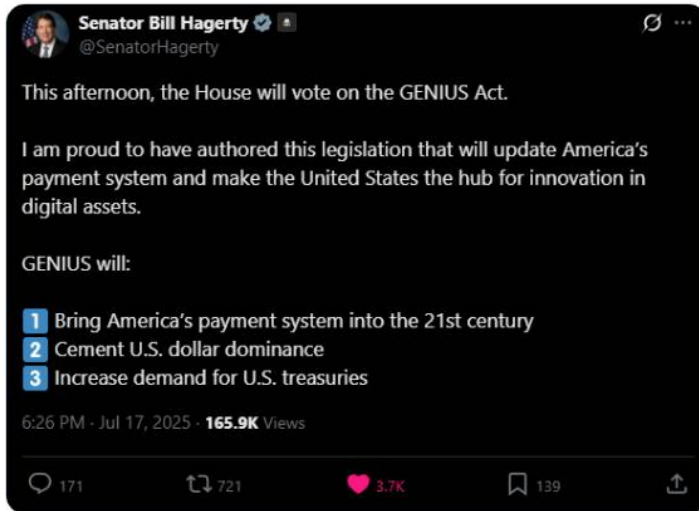 Senator Bill Hagerty
@SenatorHagerty
This afternoon, the House will vote on the GENIUS Act.
I am proud to have authored this legislation that will update America's
payment system and make the United States the hub for innovation in
digital assets.
GENIUS will:
1 Bring America's payment system into the 21st century
2 Cement U.S. dollar dominance
3 Increase demand for U.S. treasuries
6:26 PM · Jul 17, 2025 · 165.9K Views
171 721 3.7K 139